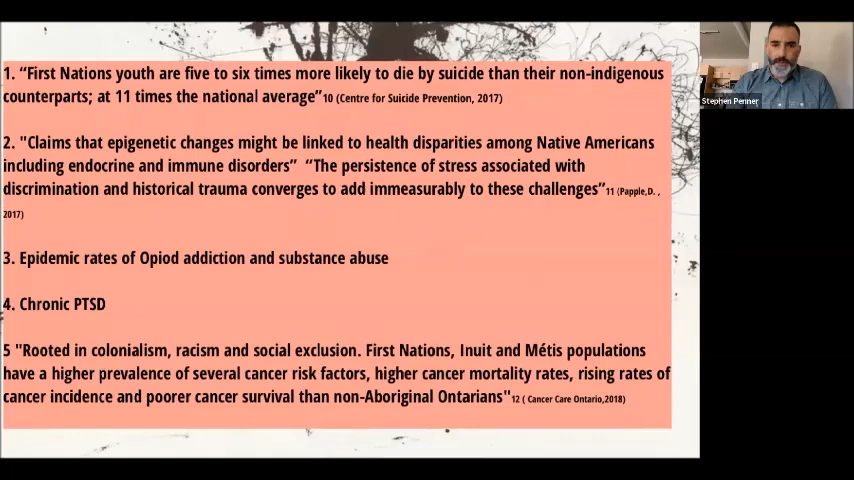 1. “First Nations youth are five to six times more likely to die by suicide than their non-indigenous
counterparts; at 11 times the national average”10 (Centre for Suicide Prevention, 2017)
2. "Claims that epigenetic changes might be linked to health disparities among Native Americans
including endocrine and immune disorders” “The persistence of stress associated with
discrimination and historical trauma converges to add immeasurably to these challenges”11 (Papple,D. ,
2017)
3. Epidemic rates of Opiod addiction and substance abuse
4. Chronic PTSD
5 "Rooted in colonialism, racism and social exclusion. First Nations, Inuit and Métis populations
have a higher prevalence of several cancer risk factors, higher cancer mortality rates, rising rates of
cancer incidence and poorer cancer survival than non-Aboriginal Ontarians"12 ( Cancer Care Ontario,2018)
Stephen Penner